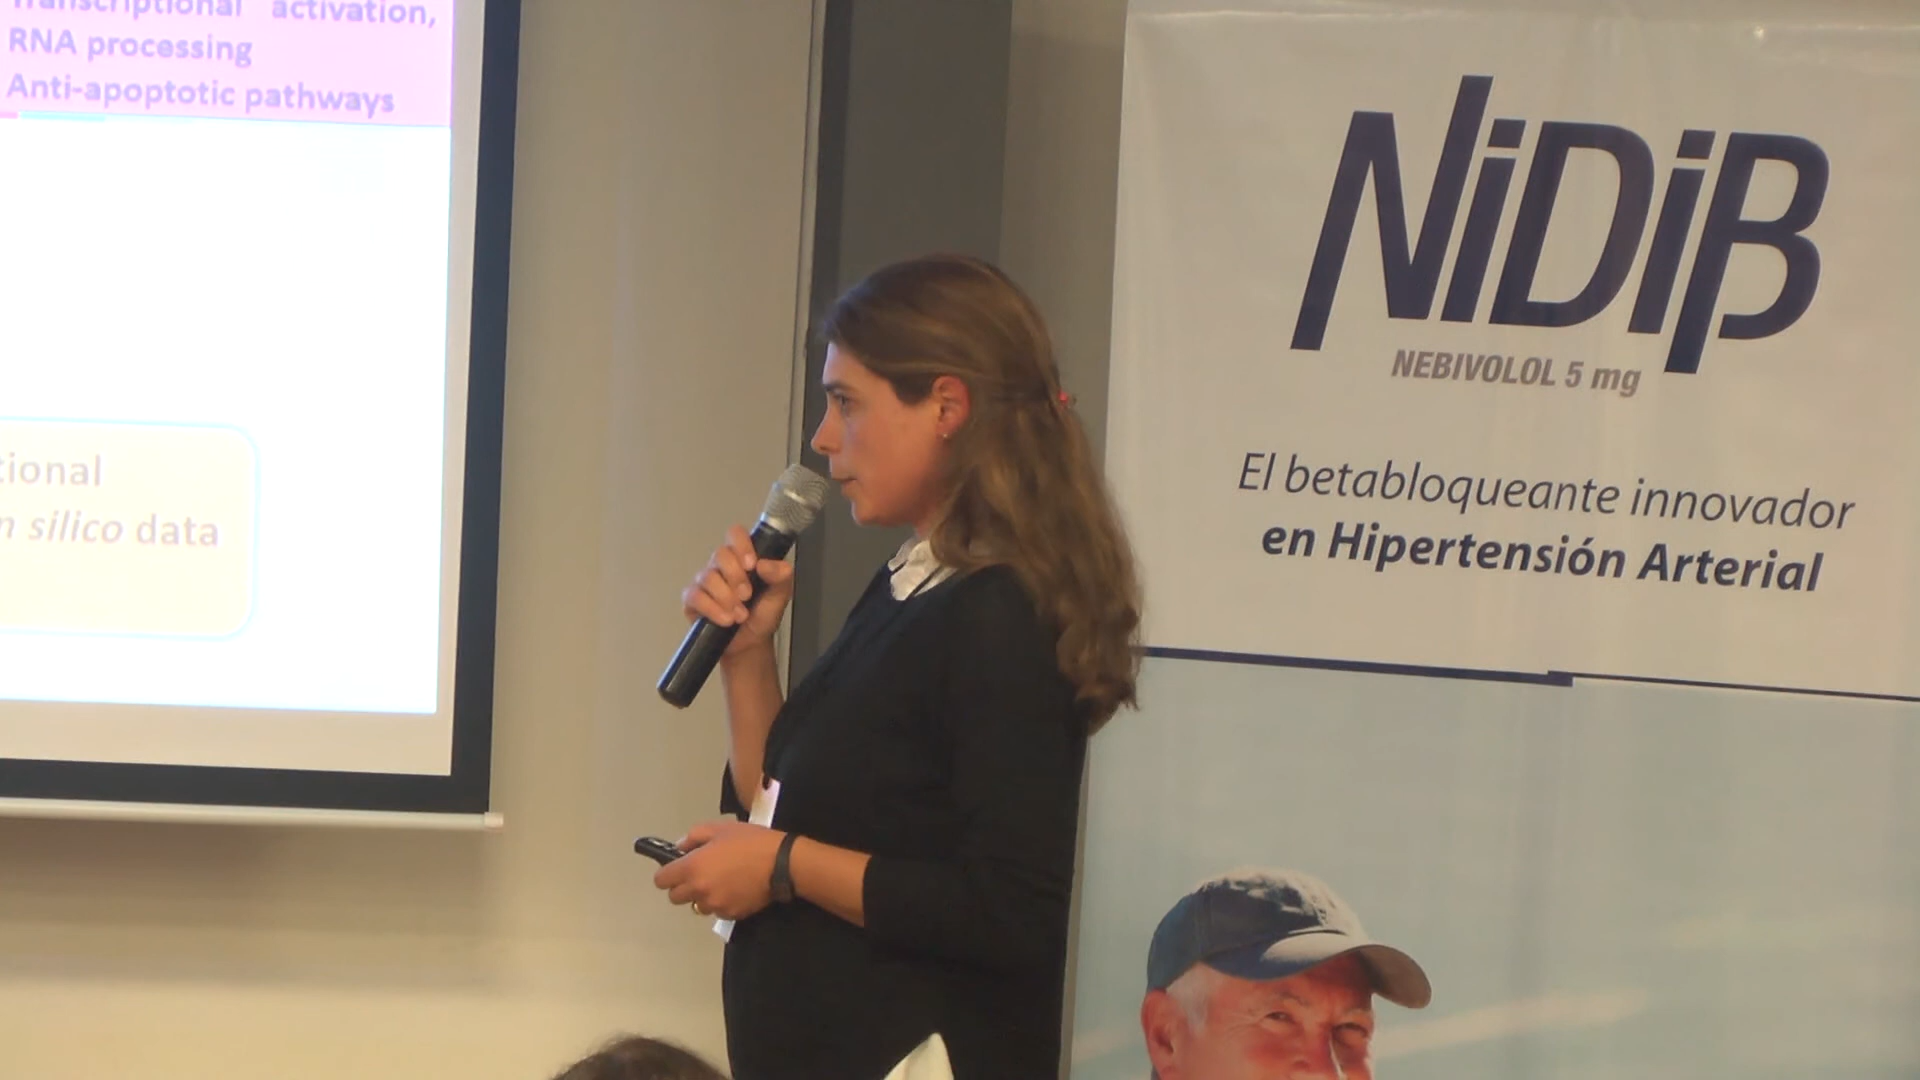 Transcriptional activation,
RNA processing
Anti-apoptotic pathways
tional
n silico data
NiDiB
NEBIVOLOL 5 mg
El betabloqueante innovador
en Hipertensión Arterial